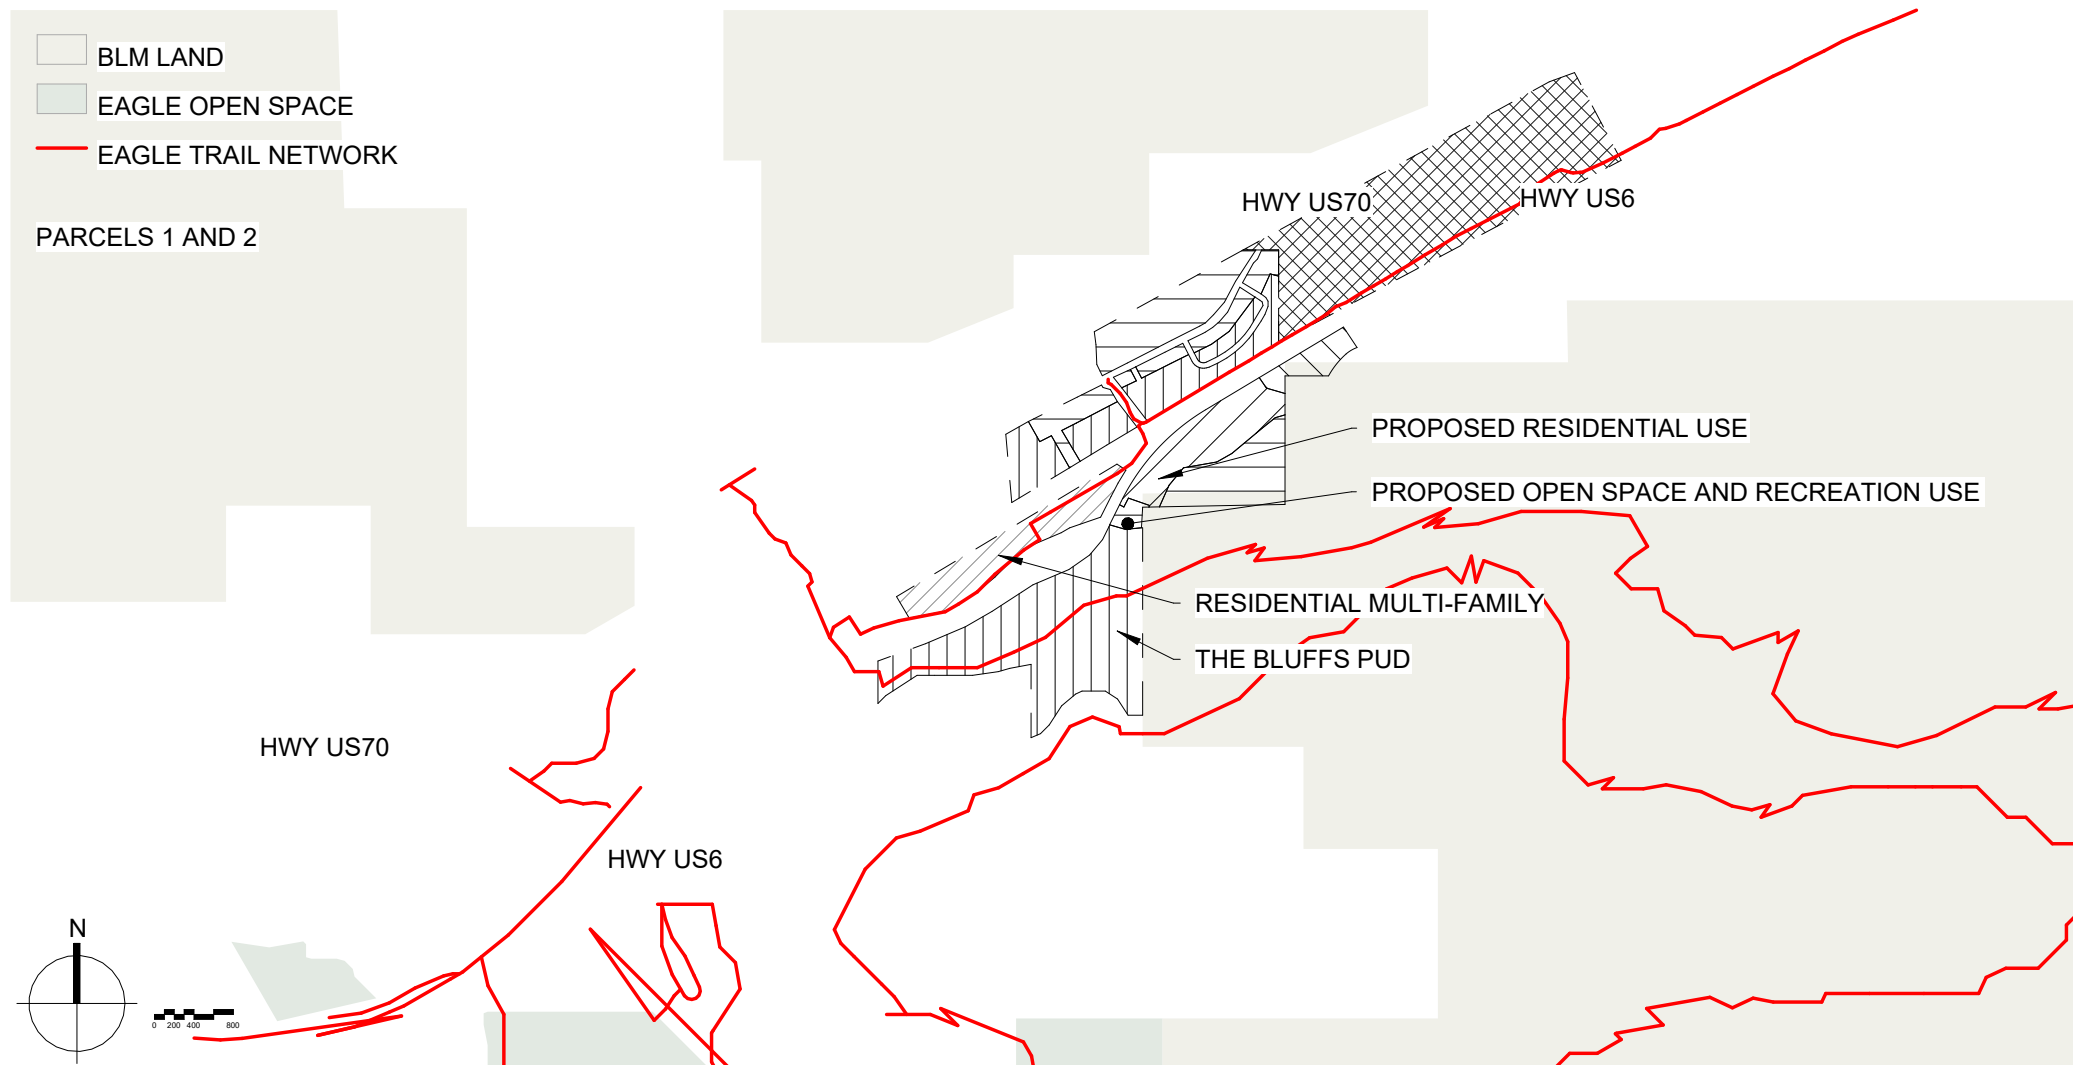 BLM LAND
EAGLE OPEN SPACE
EAGLE TRAIL NETWORK
PARCELS 1 AND 2
HWY US70
HWY US6
PROPOSED RESIDENTIAL USE
PROPOSED OPEN SPACE AND RECREATION USE
RESIDENTIAL MULTI-FAMILY
THE BLUFFS PUD
HWY US70
HWY US6
N
0 200 400 800